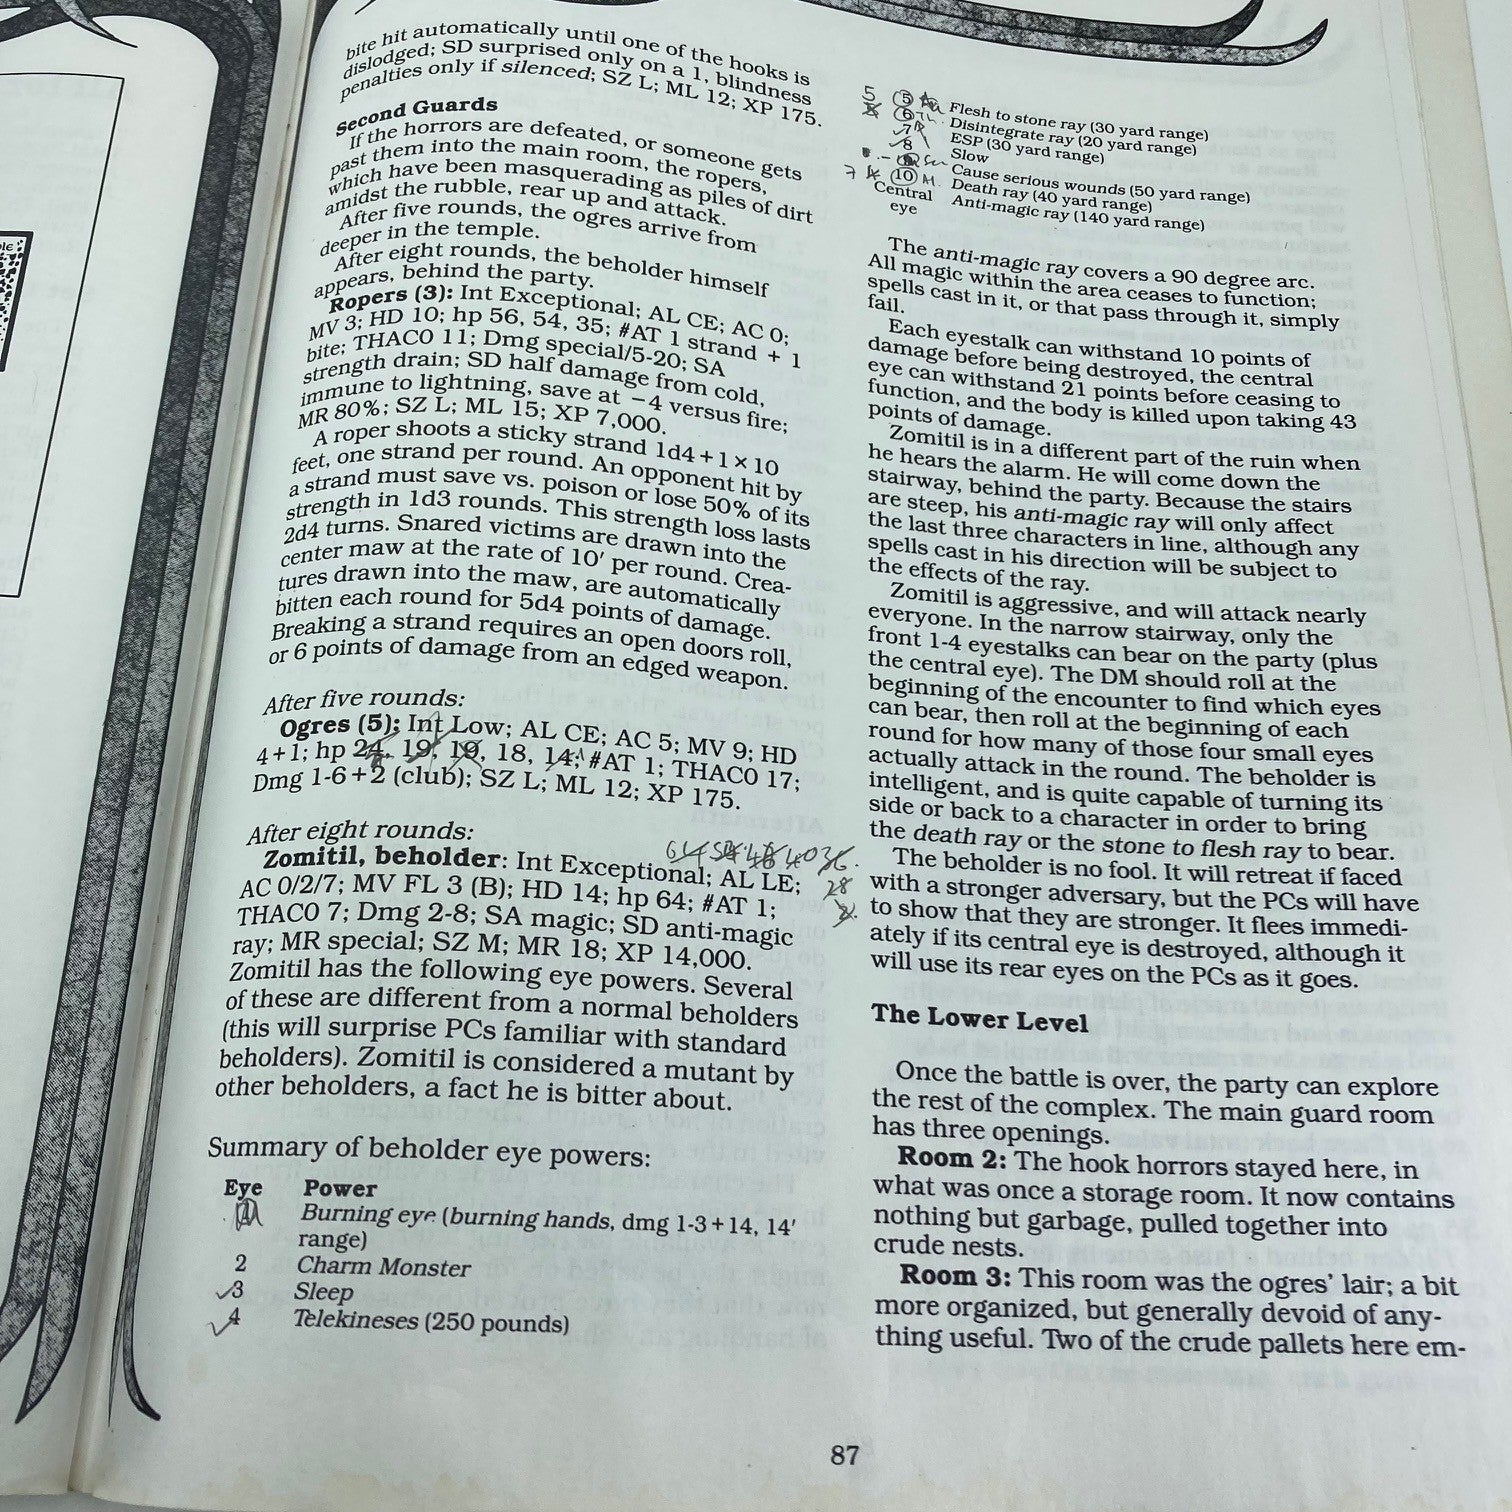 bite hit automatically until one of the hooks is
dislodged; SD surprised only on a 1, blindness
penalties only if silenced; SZ L; ML 12; XP 175.
Second Guards
If the horrors are defeated, or someone gets
past them into the main room, the ropers,
which have been masquerading as piles of dirt
amidst the rubble, rear up and attack.
After five rounds, the ogres arrive from
deeper in the temple.
After eight rounds, the beholder himself
appears, behind the party.
Ropers (3): Int Exceptional; AL CE; AC 0;
MV 3; HD 10; hp 56, 54, 35; #AT 1 strand + 1
bite; THAC0 11; Dmg special/5-20; SA
strength drain; SD half damage from cold,
immune to lightning, save at −4 versus fire;
MR 80%; SZ L; ML 15; XP 7,000.
A roper shoots a sticky strand 1d4+1×10
feet, one strand per round. An opponent hit by
a strand must save vs. poison or lose 50% of its
strength in 1d3 rounds. This strength loss lasts
2d4 turns. Snared victims are drawn into the
center maw at the rate of 10′ per round. Crea-
tures drawn into the maw, are automatically
bitten each round for 5d4 points of damage.
Breaking a strand requires an open doors roll,
or 6 points of damage from an edged weapon.
After five rounds:
Ogres (5): Int Low; AL CE; AC 5; MV 9; HD
4+1; hp 24, 19, 19, 18, 14; #AT 1; THAC0 17;
Dmg 1-6+2 (club); SZ L; ML 12; XP 175.
After eight rounds:
64 54 48 40 36.
Zomitil, beholder: Int Exceptional; AL LE;
AC 0/2/7; MV FL 3 (B); HD 14; hp 64; #AT 1;
28
THAC0 7; Dmg 2-8; SA magic; SD anti-magic
ray; MR special; SZ M; MR 18; XP 14,000.
Zomitil has the following eye powers. Several
of these are different from a normal beholders
(this will surprise PCs familiar with standard
beholders). Zomitil is considered a mutant by
other beholders, a fact he is bitter about.
Summary of beholder eye powers:
Eye Power
1 Burning eye (burning hands, dmg 1-3+14, 14′
range)
2 Charm Monster
3 Sleep
4 Telekineses (250 pounds)
5 5 Flesh to stone ray (30 yard range)
6 Disintegrate ray (20 yard range)
7 ESP (30 yard range)
8 Slow
Cause serious wounds (50 yard range)
7 10 Death ray (40 yard range)
Central Anti-magic ray (140 yard range)
eye
The anti-magic ray covers a 90 degree arc.
All magic within the area ceases to function;
spells cast in it, or that pass through it, simply
fail.
Each eyestalk can withstand 10 points of
damage before being destroyed, the central
eye can withstand 21 points before ceasing to
function, and the body is killed upon taking 43
points of damage.
Zomitil is in a different part of the ruin when
he hears the alarm. He will come down the
stairway, behind the party. Because the stairs
are steep, his anti-magic ray will only affect
the last three characters in line, although any
spells cast in his direction will be subject to
the effects of the ray.
Zomitil is aggressive, and will attack nearly
everyone. In the narrow stairway, only the
front 1-4 eyestalks can bear on the party (plus
the central eye). The DM should roll at the
beginning of the encounter to find which eyes
can bear, then roll at the beginning of each
round for how many of those four small eyes
actually attack in the round. The beholder is
intelligent, and is quite capable of turning its
side or back to a character in order to bring
the death ray or the stone to flesh ray to bear.
The beholder is no fool. It will retreat if faced
with a stronger adversary, but the PCs will have
to show that they are stronger. It flees immedi-
ately if its central eye is destroyed, although it
will use its rear eyes on the PCs as it goes.
The Lower Level
Once the battle is over, the party can explore
the rest of the complex. The main guard room
has three openings.
Room 2: The hook horrors stayed here, in
what was once a storage room. It now contains
nothing but garbage, pulled together into
crude nests.
Room 3: This room was the ogres’ lair; a bit
more organized, but generally devoid of any-
thing useful. Two of the crude pallets here em-
87